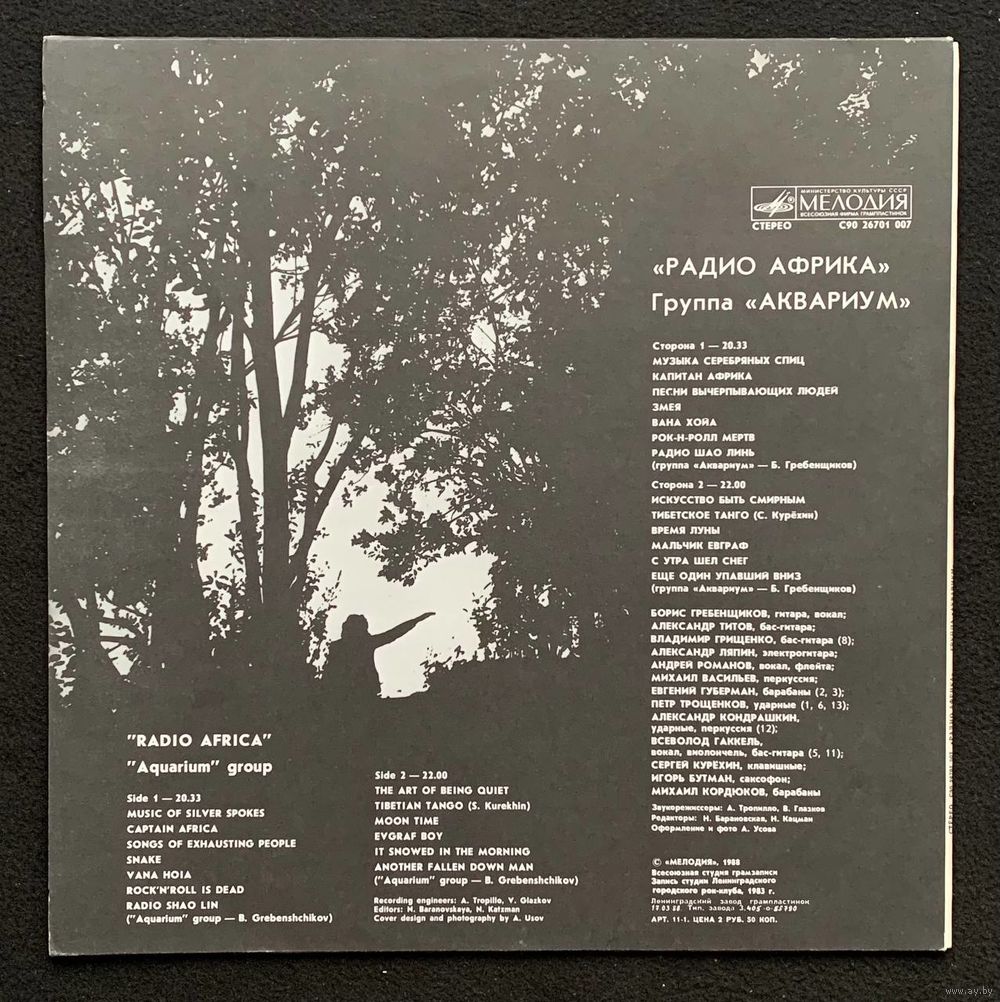 МИНИСТЕРСТВО КУЛЬТУРЫ СССР
МЕЛОДИЯ
ВСЕСОЮЗНАЯ ФИРМА ГРАМПЛАСТИНОК
СТЕРЕО С90 26701 007
«РАДИО АФРИКА»
Группа «АКВАРИУМ»
Сторона 1 — 20.33
МУЗЫКА СЕРЕБРЯНЫХ СПИЦ
КАПИТАН АФРИКА
ПЕСНИ ВЫЧЕРПЫВАЮЩИХ ЛЮДЕЙ
ЗМЕЯ
ВАНА ХОЙА
РОК-Н-РОЛЛ МЕРТВ
РАДИО ШАО ЛИНЬ
(группа «Аквариум» — Б. Гребенщиков)
Сторона 2 — 22.00
ИСКУССТВО БЫТЬ СМИРНЫМ
ТИБЕТСКОЕ ТАНГО (С. Курёхин)
ВРЕМЯ ЛУНЫ
МАЛЬЧИК ЕВГРАФ
С УТРА ШЕЛ СНЕГ
ЕЩЕ ОДИН УПАВШИЙ ВНИЗ
(группа «Аквариум» — Б. Гребенщиков)
БОРИС ГРЕБЕНЩИКОВ, гитара, вокал;
АЛЕКСАНДР ТИТОВ, бас-гитара;
ВЛАДИМИР ГРИЩЕНКО, бас-гитара (8);
АЛЕКСАНДР ЛЯПИН, электрогитара;
АНДРЕЙ РОМАНОВ, вокал, флейта;
МИХАИЛ ВАСИЛЬЕВ, перкуссия;
ЕВГЕНИЙ ГУБЕРМАН, барабаны (2, 3);
ПЕТР ТРОЩЕНКОВ, ударные (1, 6, 13);
АЛЕКСАНДР КОНДРАШКИН,
ударные, перкуссия (12);
ВСЕВОЛОД ГАККЕЛЬ,
вокал, виолончель, бас-гитара (5, 11);
СЕРГЕЙ КУРЕХИН, клавишные;
ИГОРЬ БУТМАН, саксофон;
МИХАИЛ КОРДЮКОВ, барабаны
Звукорежиссеры: А. Тропилло, В. Глазков
Редакторы: Н. Барановская, Н. Кацман
Оформление и фото А. Усова
© «МЕЛОДИЯ», 1988
Всесоюзная студия грамзаписи
Запись студии Ленинградского
городского рок-клуба, 1983 г.
Ленинградский завод грампластинок
17.03 88 Тип. завода З.405-0-85790
АРТ. 11-1. ЦЕНА 2 РУБ. 50 КОП.
"RADIO AFRICA"
"Aquarium" group
Side 1 — 20.33
MUSIC OF SILVER SPOKES
CAPTAIN AFRICA
SONGS OF EXHAUSTING PEOPLE
SNAKE
VANA HOIA
ROCK'N'ROLL IS DEAD
RADIO SHAO LIN
("Aquarium" group — B. Grebenshchikov)
Side 2 — 22.00
THE ART OF BEING QUIET
TIBETIAN TANGO (S. Kurekhin)
MOON TIME
EVGRAF BOY
IT SNOWED IN THE MORNING
ANOTHER FALLEN DOWN MAN
("Aquarium" group — B. Grebenshchikov)
Recording engineers: A. Tropillo, V. Glazkov
Editors: N. Baranovskaya, N. Katzman
Cover design and photography by A. Usov
www.ay.by